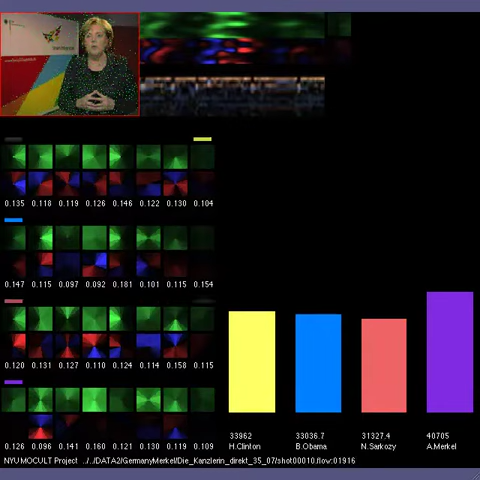 0.135 0.118 0.119 0.126 0.146 0.122 0.130 0.104
0.147 0.115 0.097 0.092 0.181 0.101 0.115 0.154
0.120 0.131 0.127 0.110 0.124 0.114 0.158 0.115
0.126 0.096 0.141 0.160 0.121 0.130 0.119 0.109
33962 33036.7 31327.4 40705
H.Clinton B.Obama N.Sarkozy A.Merkel
NYU MOCULT Project ../../DATA2/GermanyMerkel/Die_Kanzlerin_direkt_35_07/shot00010.flow:01916